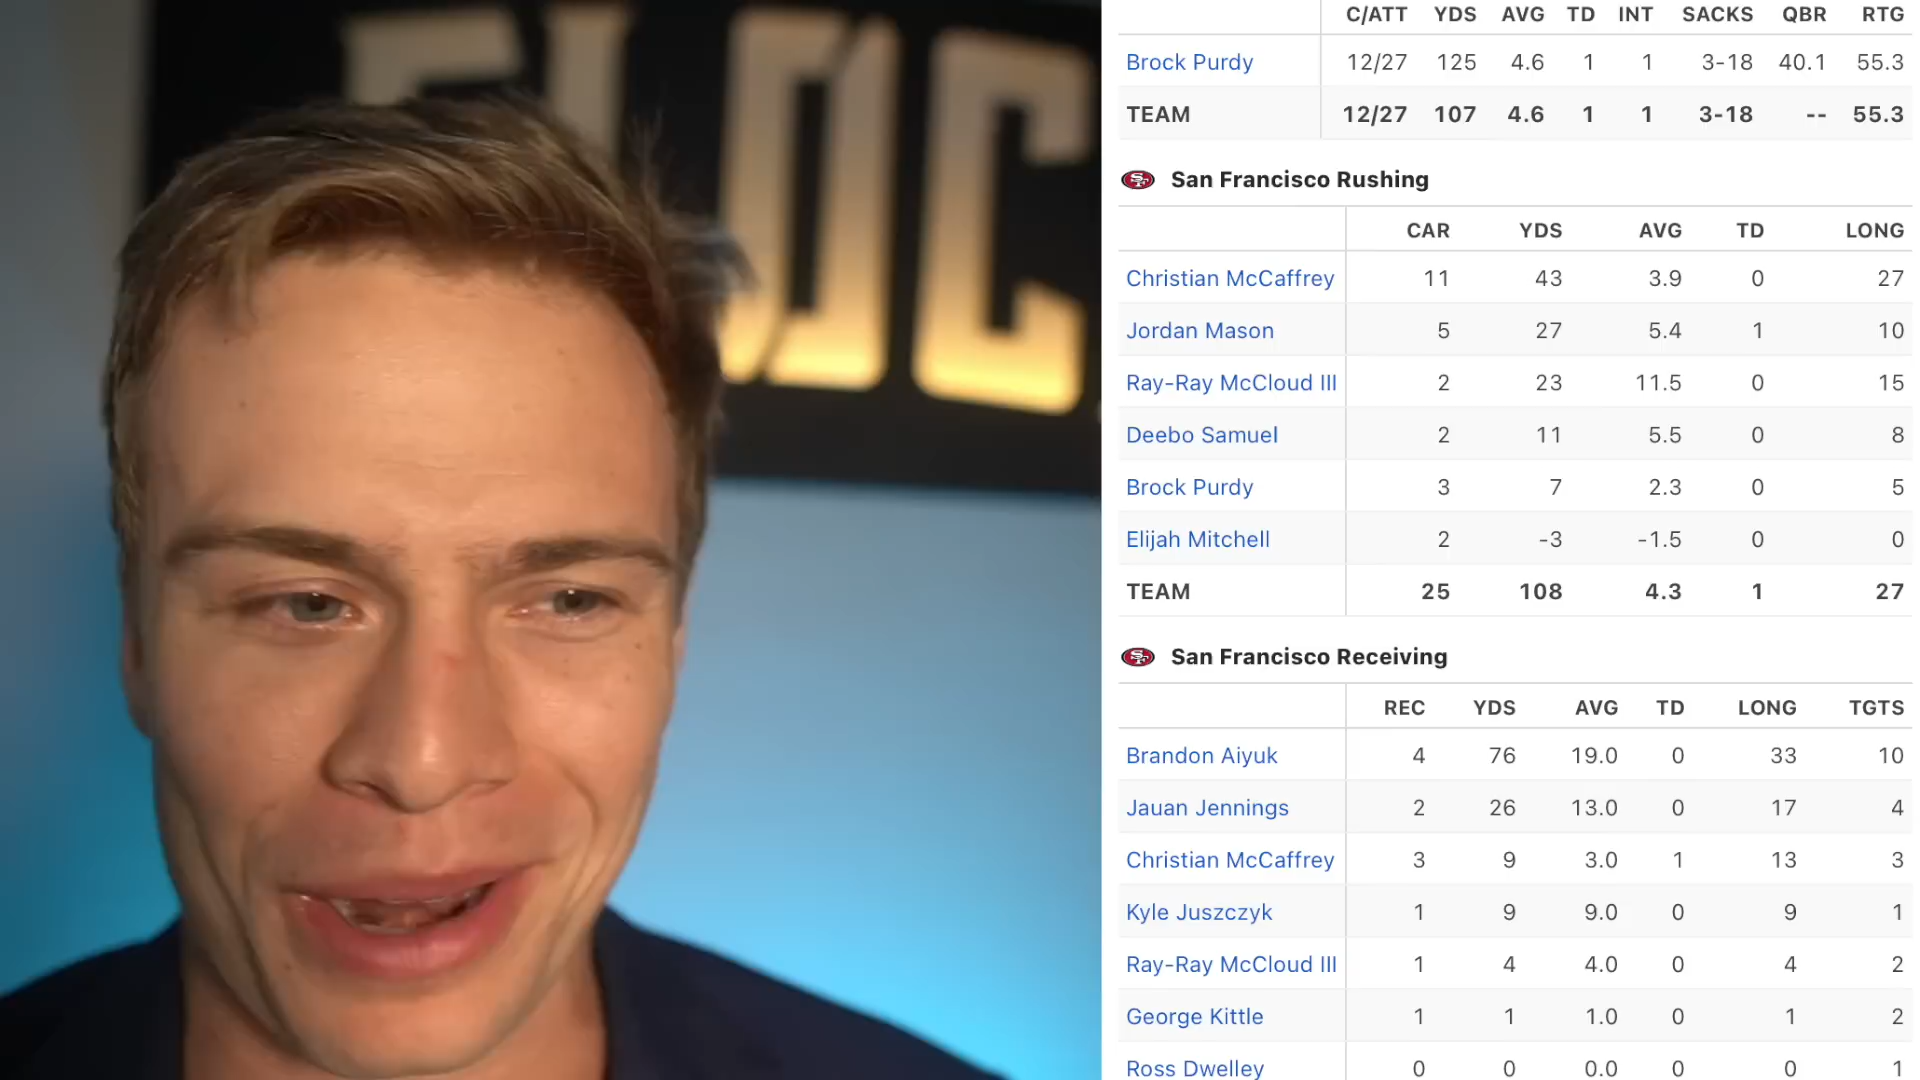 C/ATT YDS AVG TD INT SACKS QBR RTG
Brock Purdy 12/27 125 4.6 1 1 3-18 40.1 55.3
TEAM 12/27 107 4.6 1 1 3-18 -- 55.3
San Francisco Rushing
CAR YDS AVG TD LONG
Christian McCaffrey 11 43 3.9 0 27
Jordan Mason 5 27 5.4 1 10
Ray-Ray McCloud III 2 23 11.5 0 15
Deebo Samuel 2 11 5.5 0 8
Brock Purdy 3 7 2.3 0 5
Elijah Mitchell 2 -3 -1.5 0 0
TEAM 25 108 4.3 1 27
San Francisco Receiving
REC YDS AVG TD LONG TGTS
Brandon Aiyuk 4 76 19.0 0 33 10
Jauan Jennings 2 26 13.0 0 17 4
Christian McCaffrey 3 9 3.0 1 13 3
Kyle Juszczyk 1 9 9.0 0 9 1
Ray-Ray McCloud III 1 4 4.0 0 4 2
George Kittle 1 1 1.0 0 1 2
Ross Dwelley 0 0 0.0 0 0 1